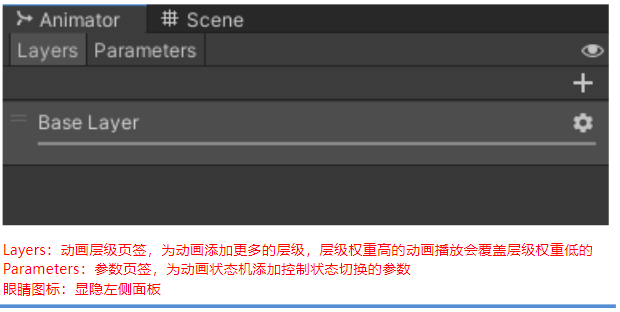 Animator
Scene
Layers
Parameters
Base Layer
Layers：动画层级页签，为动画添加更多的层级，层级权重高的动画播放会覆盖层级权重低的
Parameters：参数页签，为动画状态机添加控制状态切换的参数
眼睛图标：显隐左侧面板